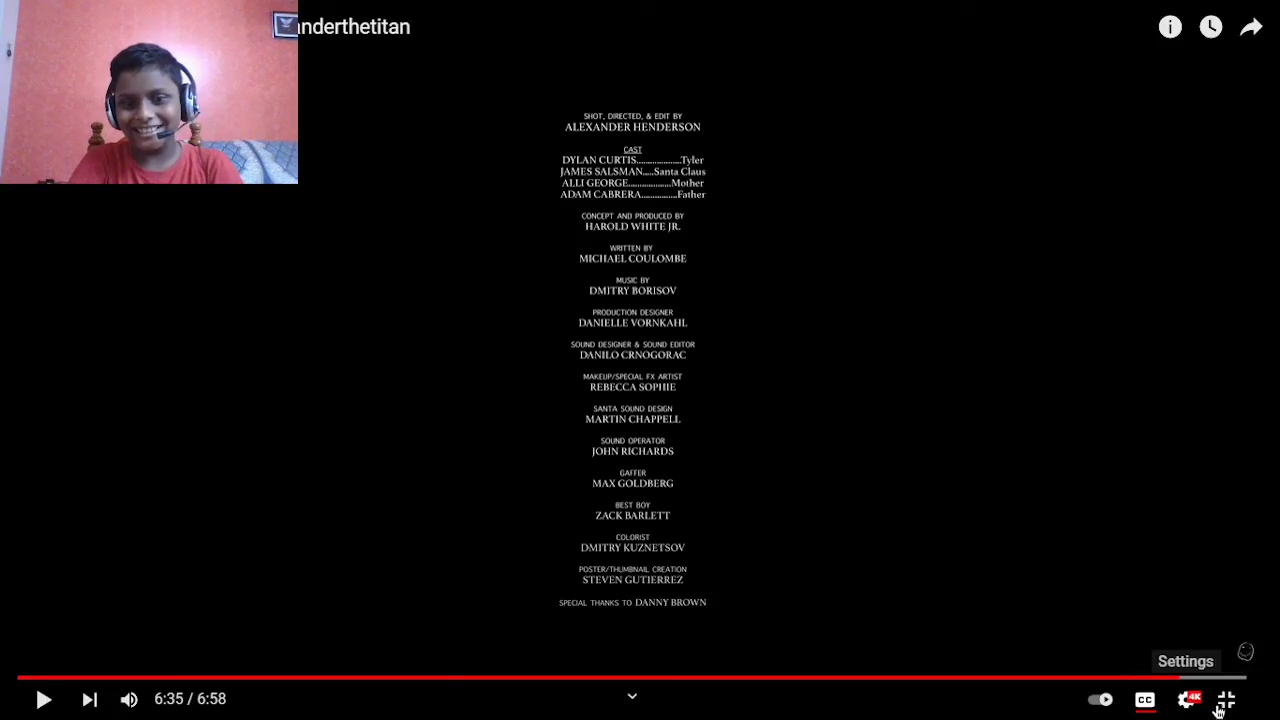 anderthetitan
SHOT, DIRECTED, & EDIT BY
ALEXANDER HENDERSON
CAST
DYLAN CURTIS....................Tyler
JAMES SALSMAN.....Santa Claus
ALLI GEORGE...................Mother
ADAM CABRERA................Father
CONCEPT AND PRODUCED BY
HAROLD WHITE JR.
WRITTEN BY
MICHAEL COULOMBE
MUSIC BY
DMITRY BORISOV
PRODUCTION DESIGNER
DANIELLE VORNKAHL
SOUND DESIGNER & SOUND EDITOR
DANILO CRNOGORAC
MAKEUP/SPECIAL FX ARTIST
REBECCA SOPHIE
SANTA SOUND DESIGN
MARTIN CHAPPELL
SOUND OPERATOR
JOHN RICHARDS
GAFFER
MAX GOLDBERG
BEST BOY
ZACK BARLETT
COLORIST
DMITRY KUZNETSOV
POSTER/THUMBNAIL CREATION
STEVEN GUTIERREZ
SPECIAL THANKS TO DANNY BROWN
Settings
6:35 / 6:58
CC
4K